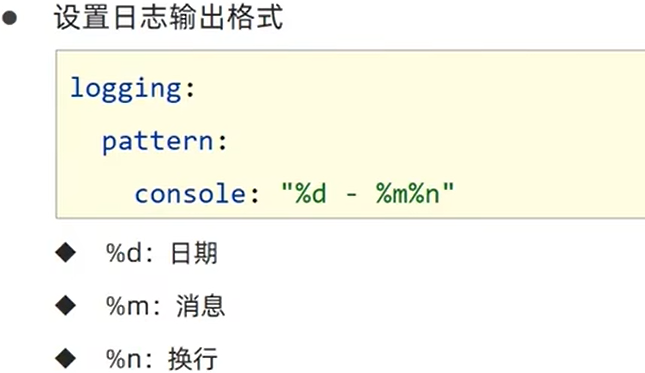 ● 设置日志输出格式
logging:
  pattern:
    console: "%d - %m%n"
◆ %d：日期
◆ %m：消息
◆ %n：换行